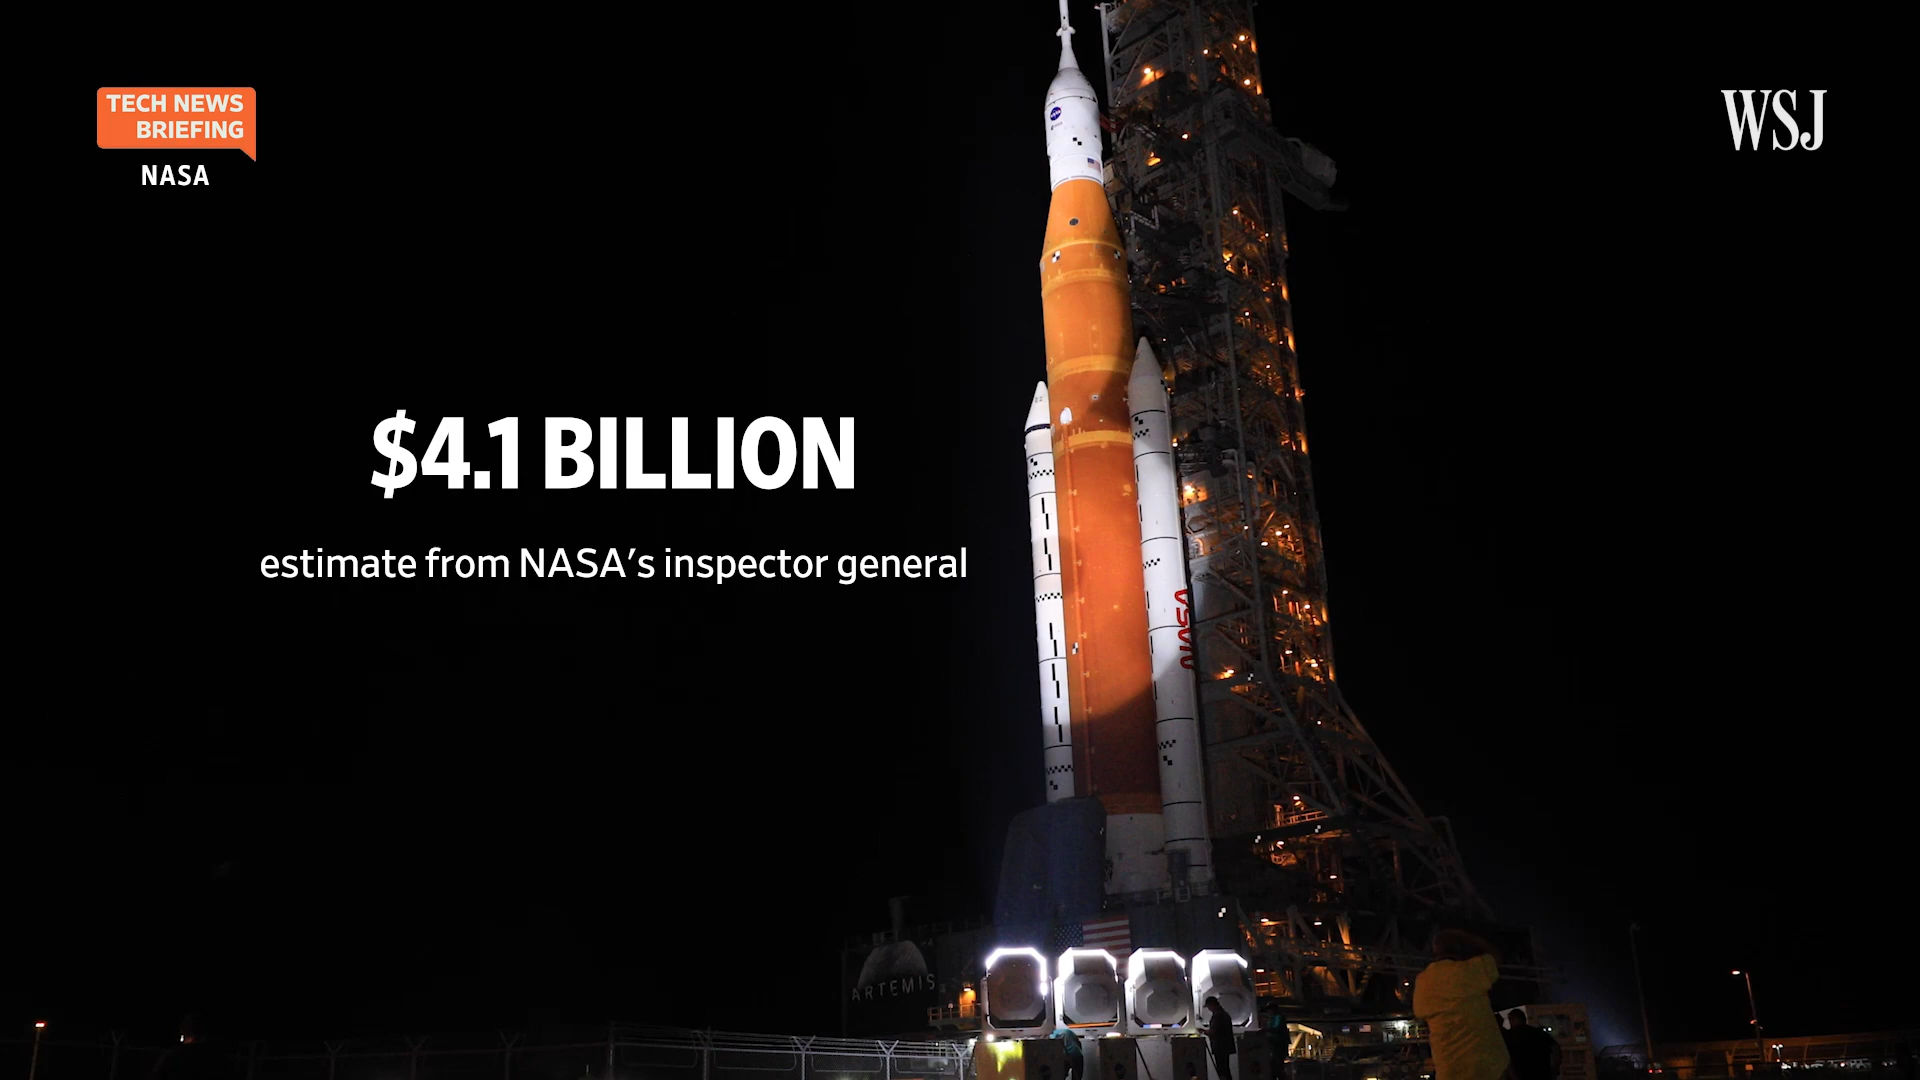 TECH NEWS
BRIEFING
NASA
WSJ
$4.1 BILLION
estimate from NASA's inspector general
NASA
ARTEMIS